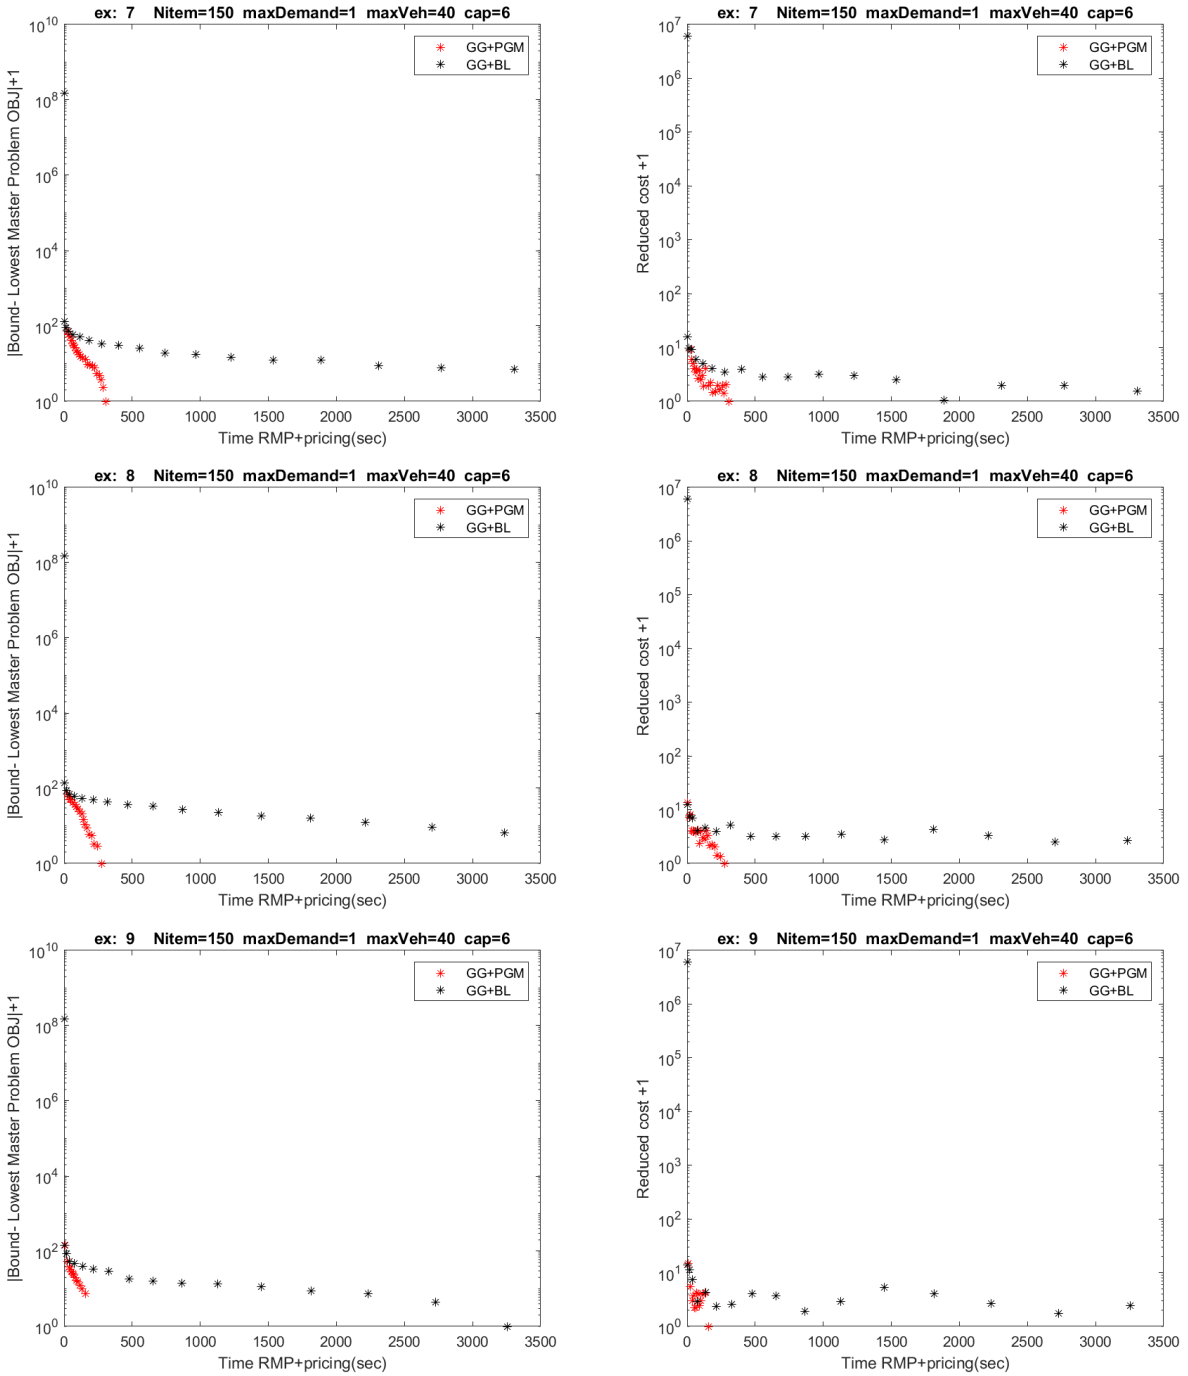 ex: 7 Nitem=150 maxDemand=1 maxVeh=40 cap=6
|Bound- Lowest Master Problem OBJ|+1
10^10
10^8
10^6
10^4
10^2
10^0
GG+PGM
GG+BL
0 500 1000 1500 2000 2500 3000 3500
Time RMP+pricing(sec)
ex: 7 Nitem=150 maxDemand=1 maxVeh=40 cap=6
Reduced cost +1
10^7
10^6
10^5
10^4
10^3
10^2
10^1
10^0
GG+PGM
GG+BL
0 500 1000 1500 2000 2500 3000 3500
Time RMP+pricing(sec)
ex: 8 Nitem=150 maxDemand=1 maxVeh=40 cap=6
|Bound- Lowest Master Problem OBJ|+1
10^10
10^8
10^6
10^4
10^2
10^0
GG+PGM
GG+BL
0 500 1000 1500 2000 2500 3000 3500
Time RMP+pricing(sec)
ex: 8 Nitem=150 maxDemand=1 maxVeh=40 cap=6
Reduced cost +1
10^7
10^6
10^5
10^4
10^3
10^2
10^1
10^0
GG+PGM
GG+BL
0 500 1000 1500 2000 2500 3000 3500
Time RMP+pricing(sec)
ex: 9 Nitem=150 maxDemand=1 maxVeh=40 cap=6
|Bound- Lowest Master Problem OBJ|+1
10^10
10^8
10^6
10^4
10^2
10^0
GG+PGM
GG+BL
0 500 1000 1500 2000 2500 3000 3500
Time RMP+pricing(sec)
ex: 9 Nitem=150 maxDemand=1 maxVeh=40 cap=6
Reduced cost +1
10^7
10^6
10^5
10^4
10^3
10^2
10^1
10^0
GG+PGM
GG+BL
0 500 1000 1500 2000 2500 3000 3500
Time RMP+pricing(sec)